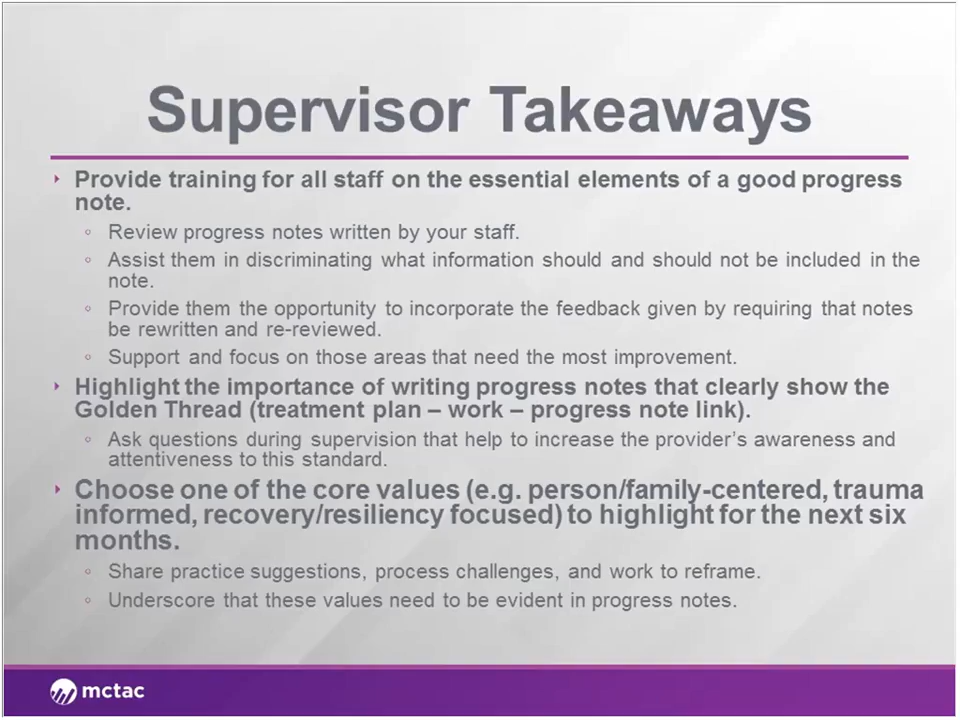 Supervisor Takeaways
Provide training for all staff on the essential elements of a good progress
note.
Review progress notes written by your staff.
Assist them in discriminating what information should and should not be included in the
note.
Provide them the opportunity to incorporate the feedback given by requiring that notes
be rewritten and re-reviewed.
Support and focus on those areas that need the most improvement.
Highlight the importance of writing progress notes that clearly show the
Golden Thread (treatment plan – work – progress note link).
Ask questions during supervision that help to increase the provider's awareness and
attentiveness to this standard.
Choose one of the core values (e.g. person/family-centered, trauma
informed, recovery/resiliency focused) to highlight for the next six
months.
Share practice suggestions, process challenges, and work to reframe.
Underscore that these values need to be evident in progress notes.
mctac